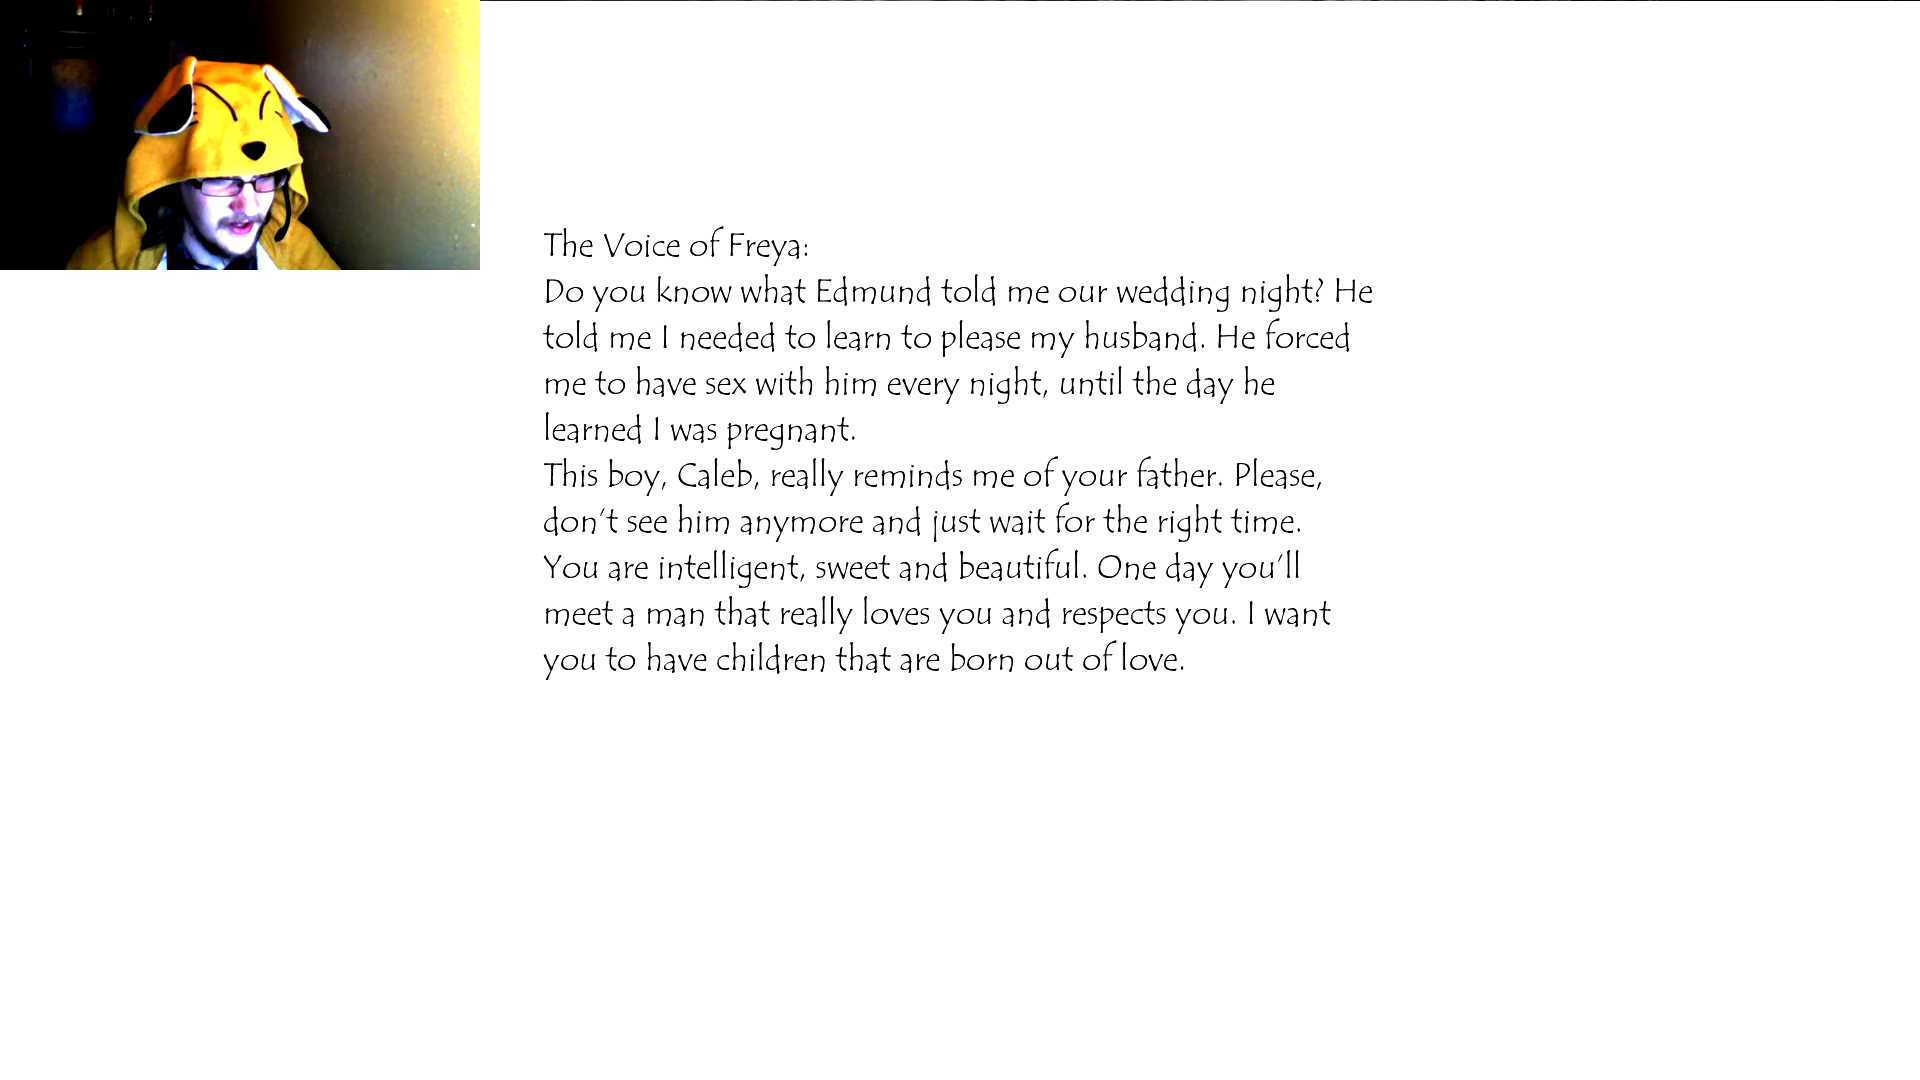 The Voice of Freya:
Do you know what Edmund told me our wedding night? He
told me I needed to learn to please my husband. He forced
me to have sex with him every night, until the day he
learned I was pregnant.
This boy, Caleb, really reminds me of your father. Please,
don't see him anymore and just wait for the right time.
You are intelligent, sweet and beautiful. One day you'll
meet a man that really loves you and respects you. I want
you to have children that are born out of love.